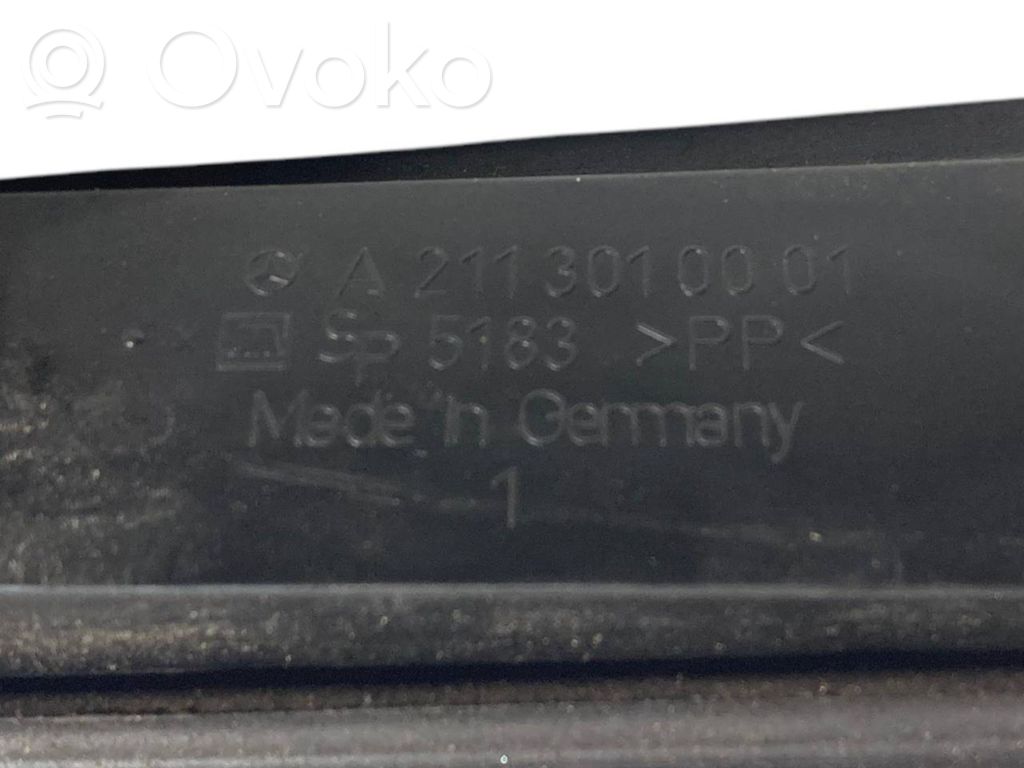 Ovoko
A 211 301 00 01
Sp 5183 >PP<
Made in Germany
1